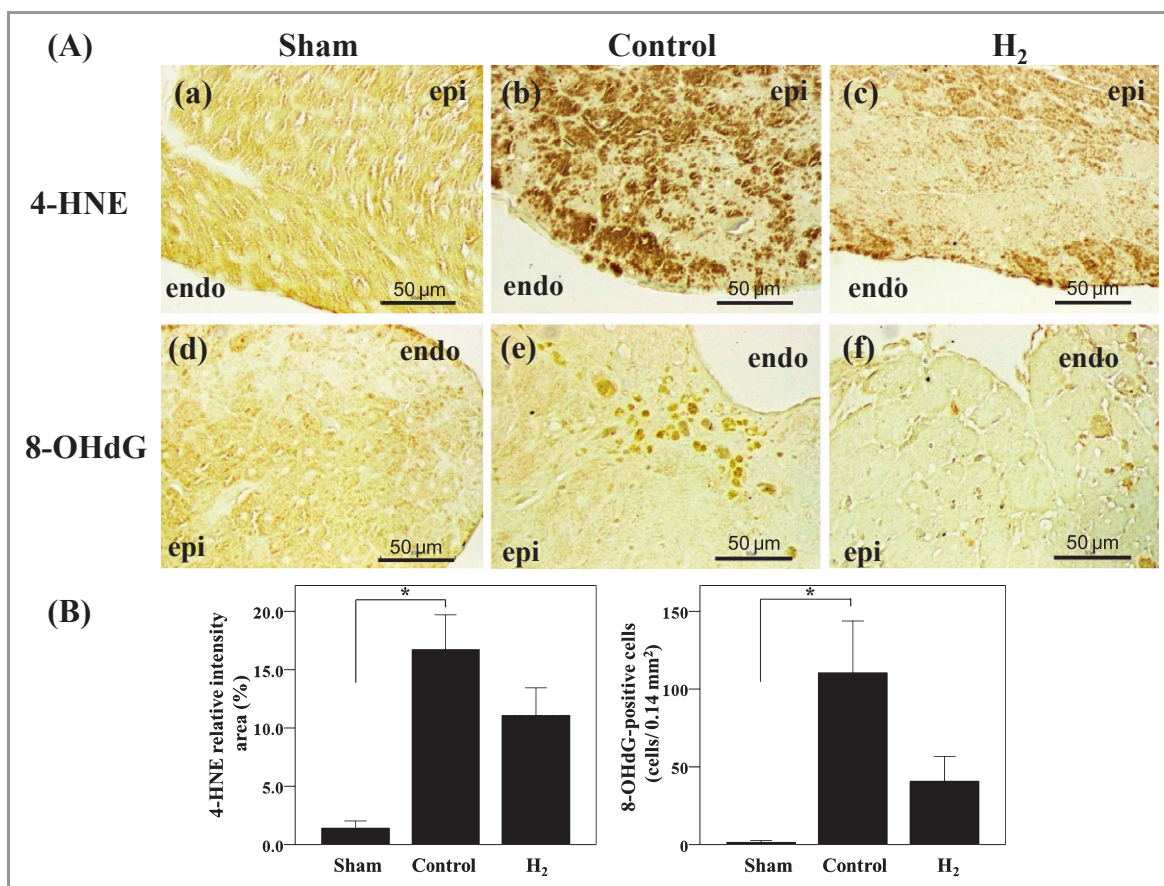 (A)
Sham Control H₂
4-HNE
(a) epi
endo
50 µm
(b) epi
endo
50 µm
(c) epi
endo
50 µm
8-OHdG
(d) endo
epi
50 µm
(e) endo
epi
50 µm
(f) endo
epi
50 µm
(B)
4-HNE relative intensity
area (%)
20.0
15.0
10.0
5.0
0.0
*
Sham Control H₂
8-OHdG-positive cells
(cells/ 0.14 mm²)
150
100
50
0
*
Sham Control H₂